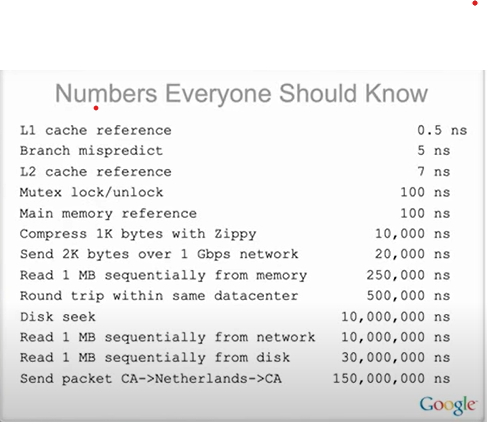 Numbers Everyone Should Know
L1 cache reference 0.5 ns
Branch mispredict 5 ns
L2 cache reference 7 ns
Mutex lock/unlock 100 ns
Main memory reference 100 ns
Compress 1K bytes with Zippy 10,000 ns
Send 2K bytes over 1 Gbps network 20,000 ns
Read 1 MB sequentially from memory 250,000 ns
Round trip within same datacenter 500,000 ns
Disk seek 10,000,000 ns
Read 1 MB sequentially from network 10,000,000 ns
Read 1 MB sequentially from disk 30,000,000 ns
Send packet CA->Netherlands->CA 150,000,000 ns
Google